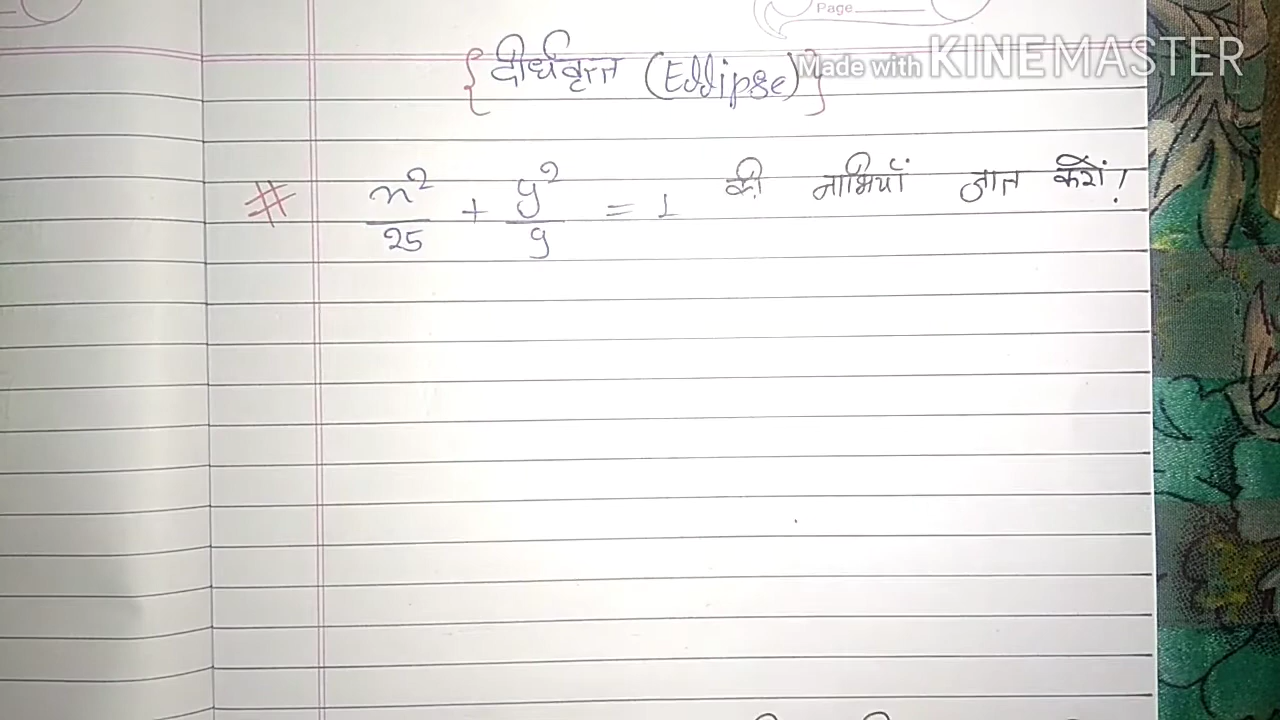 Page
Made with KINEMASTER
{दीर्घवृत्त (Ellipse)}
# x²/25 + y²/9 = 1 की नाभियाँ ज्ञात करों!